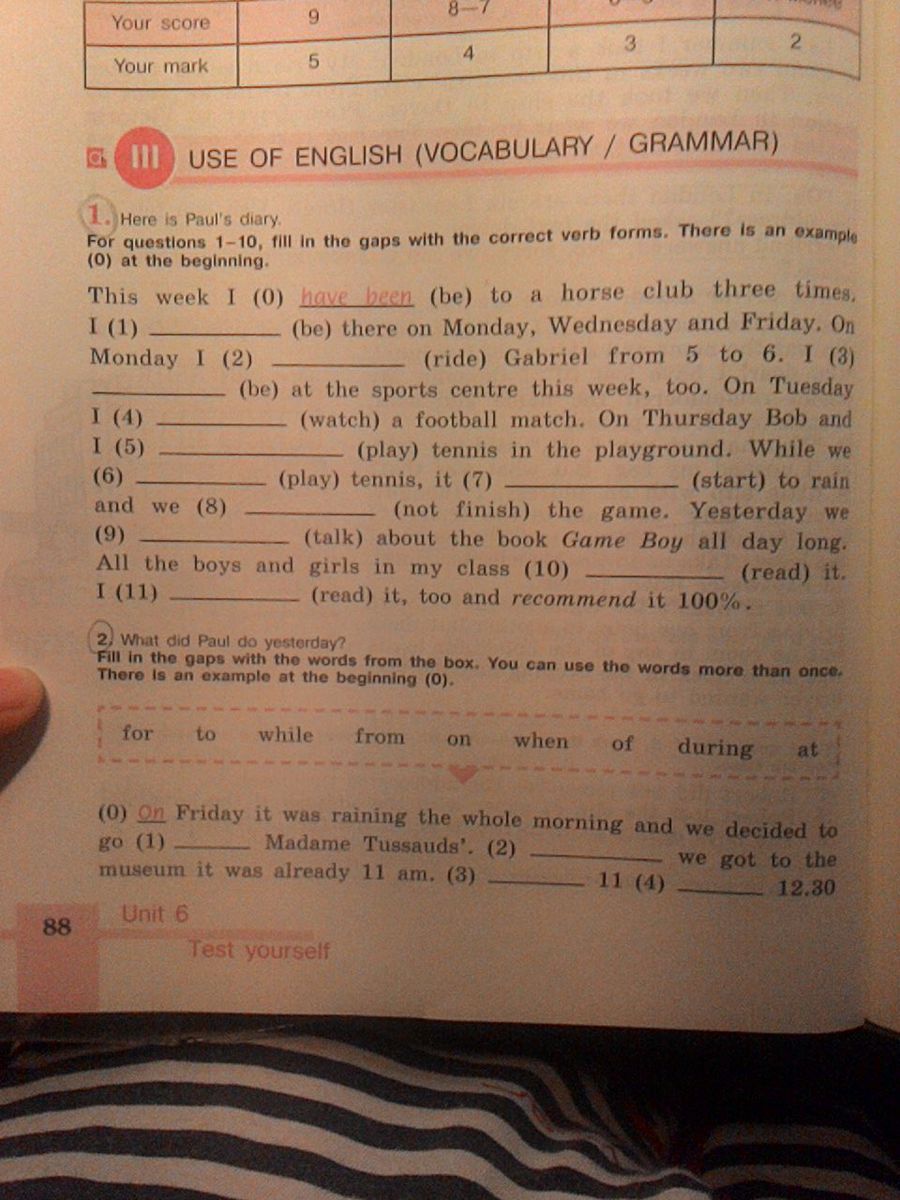 Your score 9 8–7
Your mark 5 4 3 2
III USE OF ENGLISH (VOCABULARY / GRAMMAR)
1. Here is Paul's diary.
For questions 1–10, fill in the gaps with the correct verb forms. There is an example
(0) at the beginning.
This week I (0) have been (be) to a horse club three times.
I (1) __________ (be) there on Monday, Wednesday and Friday. On
Monday I (2) __________ (ride) Gabriel from 5 to 6. I (3)
__________ (be) at the sports centre this week, too. On Tuesday
I (4) __________ (watch) a football match. On Thursday Bob and
I (5) __________ (play) tennis in the playground. While we
(6) __________ (play) tennis, it (7) __________ (start) to rain
and we (8) __________ (not finish) the game. Yesterday we
(9) __________ (talk) about the book Game Boy all day long.
All the boys and girls in my class (10) __________ (read) it.
I (11) __________ (read) it, too and recommend it 100%.
2. What did Paul do yesterday?
Fill in the gaps with the words from the box. You can use the words more than once.
There is an example at the beginning (0).
for to while from on when of during at
(0) On Friday it was raining the whole morning and we decided to
go (1) ______ Madame Tussauds'. (2) __________ we got to the
museum it was already 11 am. (3) ________ 11 (4) _______ 12.30
88 Unit 6
Test yourself